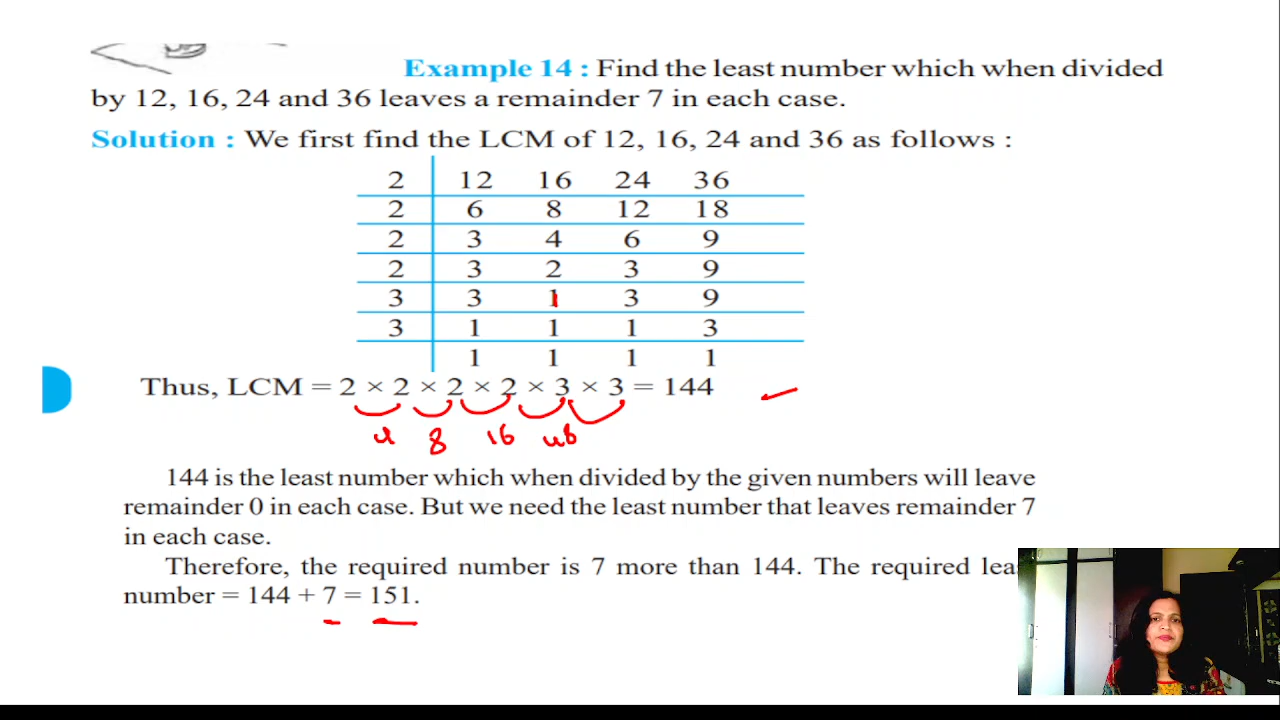 Example 14 : Find the least number which when divided
by 12, 16, 24 and 36 leaves a remainder 7 in each case.
Solution : We first find the LCM of 12, 16, 24 and 36 as follows :
2 12 16 24 36
2 6 8 12 18
2 3 4 6 9
2 3 2 3 9
3 3 1 3 9
3 1 1 1 3
1 1 1 1
Thus, LCM = 2 × 2 × 2 × 2 × 3 × 3 = 144
4 8 16 48
144 is the least number which when divided by the given numbers will leave
remainder 0 in each case. But we need the least number that leaves remainder 7
in each case.
Therefore, the required number is 7 more than 144. The required lea
number = 144 + 7 = 151.